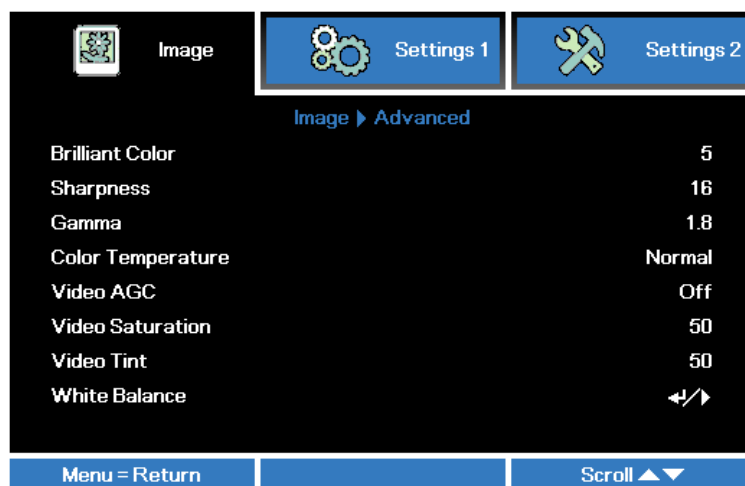 Image Settings 1 Settings 2
Image ▶ Advanced
Brilliant Color 5
Sharpness 16
Gamma 1.8
Color Temperature Normal
Video AGC Off
Video Saturation 50
Video Tint 50
White Balance ↵/▶
Menu = Return Scroll ▲▼